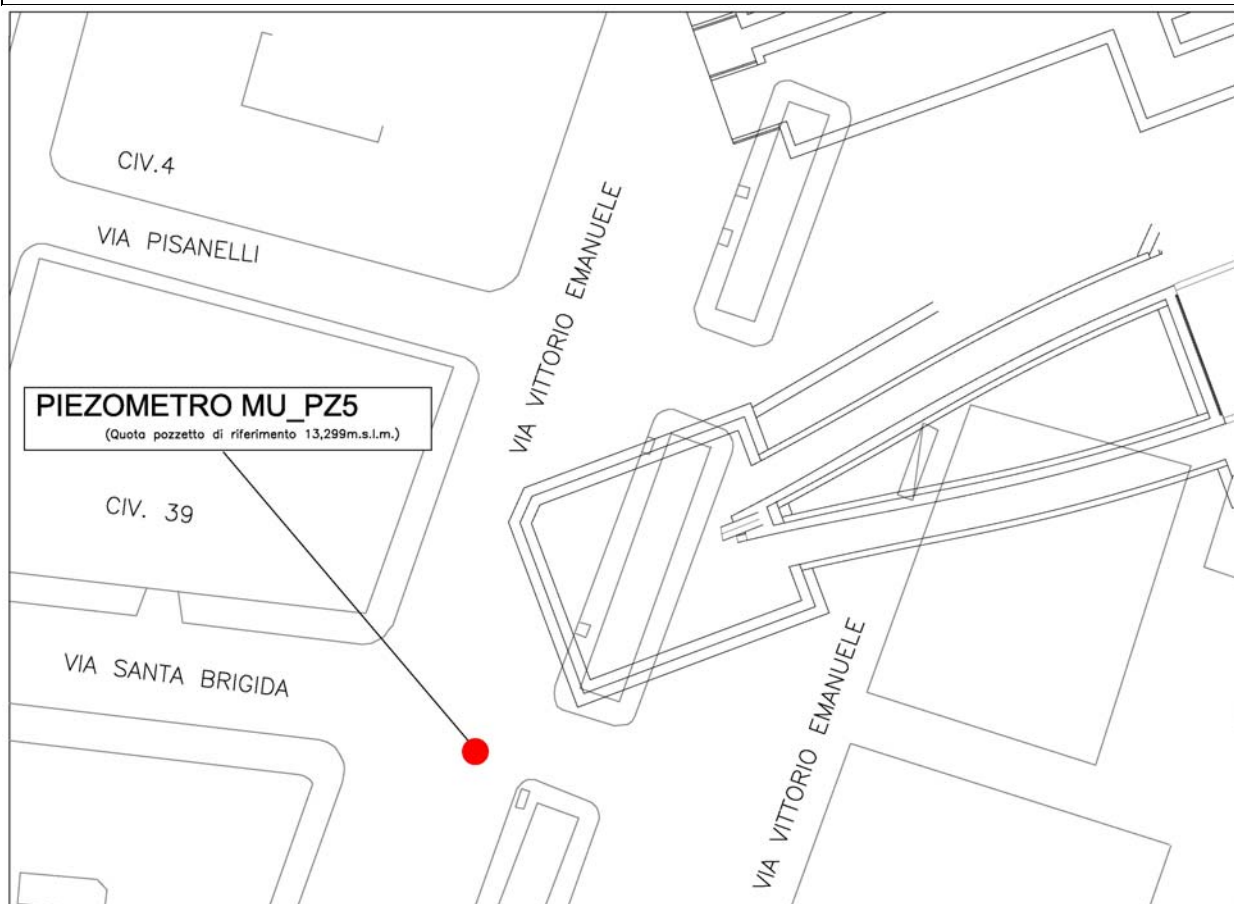 CIV.4
VIA PISANELLI
VIA VITTORIO EMANUELE
PIEZOMETRO MU_PZ5
(Quota pozzetto di riferimento 13,299m.s.l.m.)
CIV. 39
VIA SANTA BRIGIDA
VIA VITTORIO EMANUELE